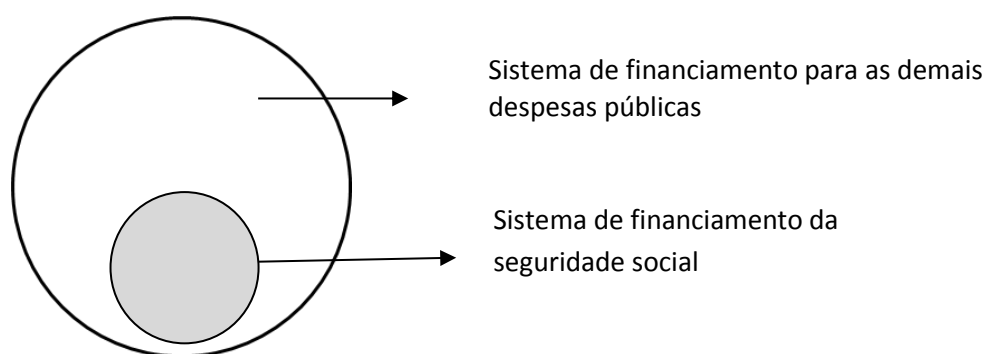 Sistema de financiamento para as demais
despesas públicas
Sistema de financiamento da
seguridade social